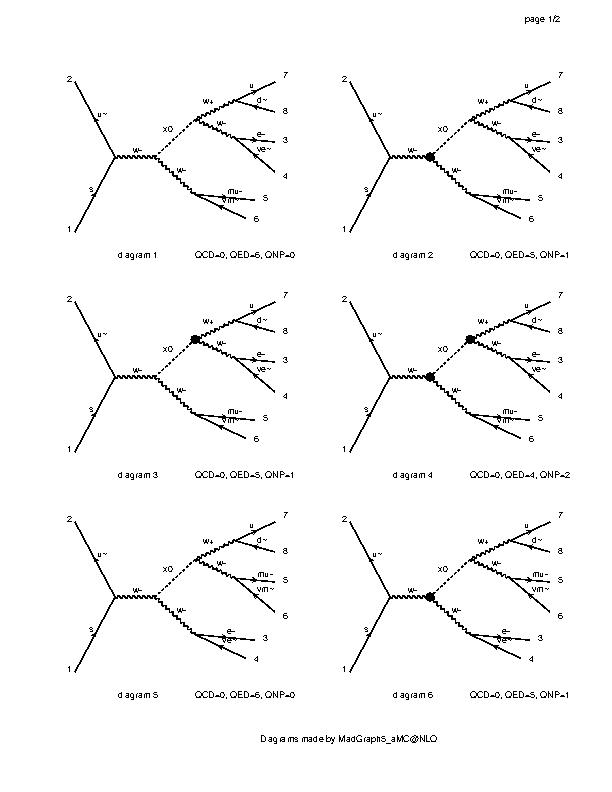 page 1/2
2 u~ s 1 w- x0 w+ u 7 d~ 8 w- e- 3 ve~ 4 w- mu- 5 vm~ 6
diagram 1 QCD=0, QED=6, QNP=0
2 u~ s 1 w- x0 w+ u 7 d~ 8 w- e- 3 ve~ 4 w- mu- 5 vm~ 6
diagram 2 QCD=0, QED=5, QNP=1
2 u~ s 1 w- x0 w+ u 7 d~ 8 w- e- 3 ve~ 4 w- mu- 5 vm~ 6
diagram 3 QCD=0, QED=5, QNP=1
2 u~ s 1 w- x0 w+ u 7 d~ 8 w- e- 3 ve~ 4 w- mu- 5 vm~ 6
diagram 4 QCD=0, QED=4, QNP=2
2 u~ s 1 w- x0 w+ u 7 d~ 8 w- mu- 5 vm~ 6 w- e- 3 ve~ 4
diagram 5 QCD=0, QED=6, QNP=0
2 u~ s 1 w- x0 w+ u 7 d~ 8 w- mu- 5 vm~ 6 w- e- 3 ve~ 4
diagram 6 QCD=0, QED=5, QNP=1
Diagrams made by MadGraph5_aMC@NLO